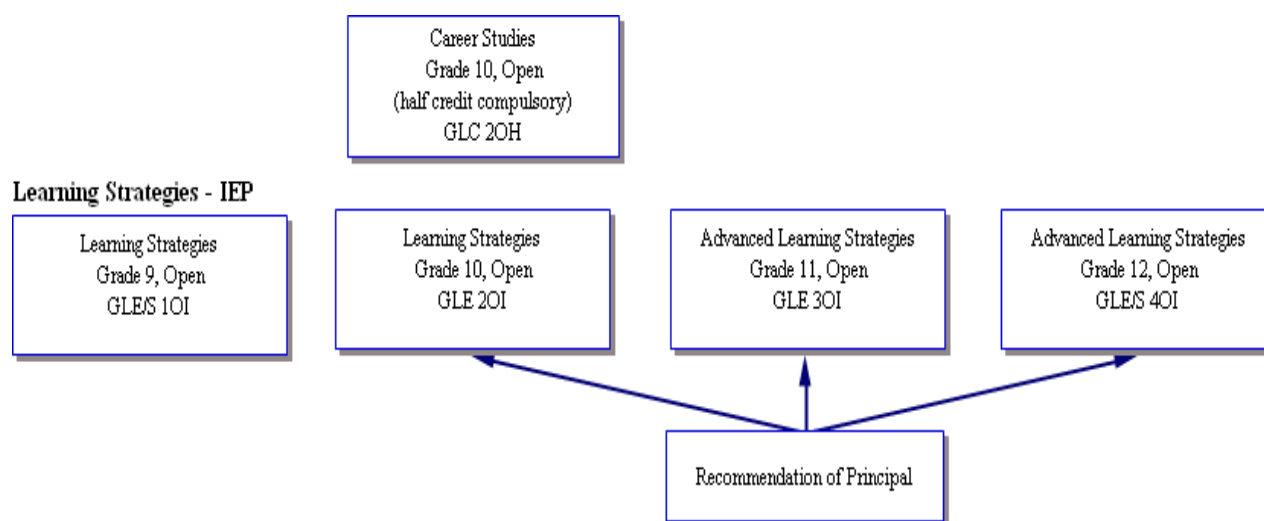 Career Studies
Grade 10, Open
(half credit compulsory)
GLC 2OH
Learning Strategies - IEP
Learning Strategies
Grade 9, Open
GLE/S 1OI
Learning Strategies
Grade 10, Open
GLE 2OI
Advanced Learning Strategies
Grade 11, Open
GLE 3OI
Advanced Learning Strategies
Grade 12, Open
GLE/S 4OI
Recommendation of Principal